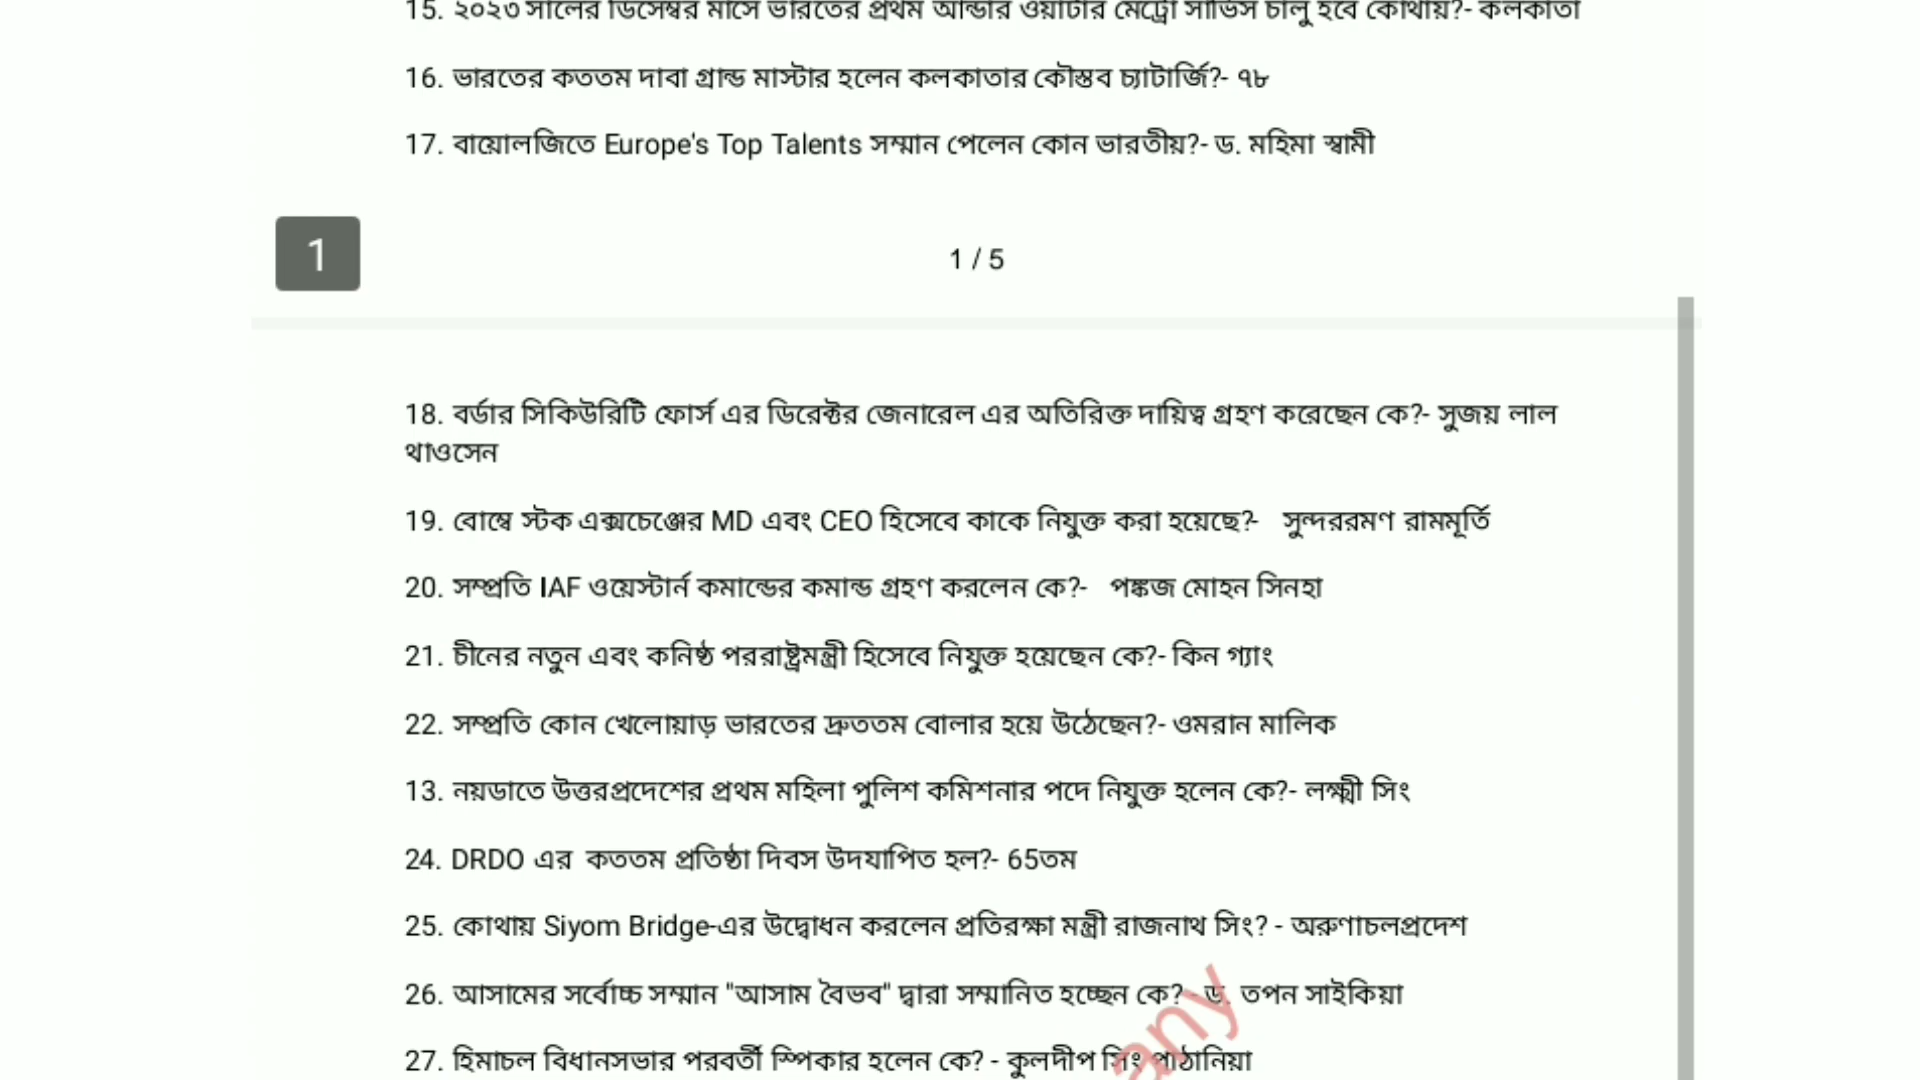 15. ২০২৩ সালের ডিসেম্বর মাসে ভারতের প্রথম আন্ডার ওয়াটার মেট্রো সার্ভিস চালু হবে কোথায়?- কলকাতা
16. ভারতের কততম দাবা গ্রান্ড মাস্টার হলেন কলকাতার কৌস্তব চ্যাটার্জি?- ৭৮
17. বায়োলজিতে Europe's Top Talents সম্মান পেলেন কোন ভারতীয়?- ড. মহিমা স্বামী
1
1 / 5
18. বর্ডার সিকিউরিটি ফোর্স এর ডিরেক্টর জেনারেল এর অতিরিক্ত দায়িত্ব গ্রহণ করেছেন কে?- সুজয় লাল
থাওসেন
19. বোম্বে স্টক এক্সচেঞ্জের MD এবং CEO হিসেবে কাকে নিযুক্ত করা হয়েছে?- সুন্দররমণ রামমূর্তি
20. সম্প্রতি IAF ওয়েস্টার্ন কমান্ডের কমান্ড গ্রহণ করলেন কে?- পঙ্কজ মোহন সিনহা
21. চীনের নতুন এবং কনিষ্ঠ পররাষ্ট্রমন্ত্রী হিসেবে নিযুক্ত হয়েছেন কে?- কিন গ্যাং
22. সম্প্রতি কোন খেলোয়াড় ভারতের দ্রুততম বোলার হয়ে উঠেছেন?- ওমরান মালিক
13. নয়ডাতে উত্তরপ্রদেশের প্রথম মহিলা পুলিশ কমিশনার পদে নিযুক্ত হলেন কে?- লক্ষ্মী সিং
24. DRDO এর কততম প্রতিষ্ঠা দিবস উদযাপিত হল?- 65তম
25. কোথায় Siyom Bridge-এর উদ্বোধন করলেন প্রতিরক্ষা মন্ত্রী রাজনাথ সিং? - অরুণাচলপ্রদেশ
26. আসামের সর্বোচ্চ সম্মান "আসাম বৈভব" দ্বারা সম্মানিত হচ্ছেন কে? - ড. তপন সাইকিয়া
27. হিমাচল বিধানসভার পরবর্তী স্পিকার হলেন কে? - কুলদীপ সিং পাঠানিয়া